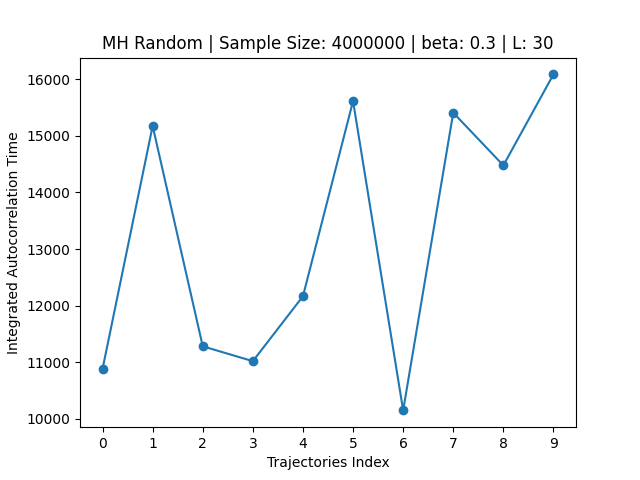 MH Random | Sample Size: 4000000 | beta: 0.3 | L: 30
Integrated Autocorrelation Time
16000
15000
14000
13000
12000
11000
10000
0 1 2 3 4 5 6 7 8 9
Trajectories Index